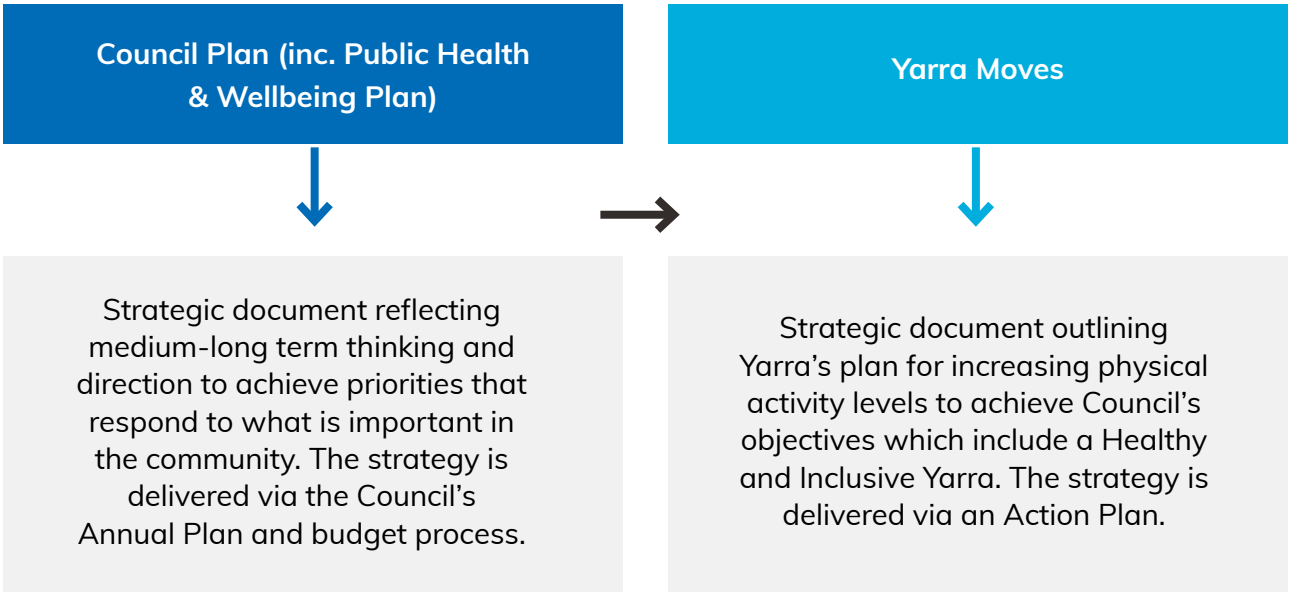 Council Plan (inc. Public Health
& Wellbeing Plan)
Strategic document reflecting
medium-long term thinking and
direction to achieve priorities that
respond to what is important in
the community. The strategy is
delivered via the Council’s
Annual Plan and budget process.
Yarra Moves
Strategic document outlining
Yarra’s plan for increasing physical
activity levels to achieve Council’s
objectives which include a Healthy
and Inclusive Yarra. The strategy is
delivered via an Action Plan.